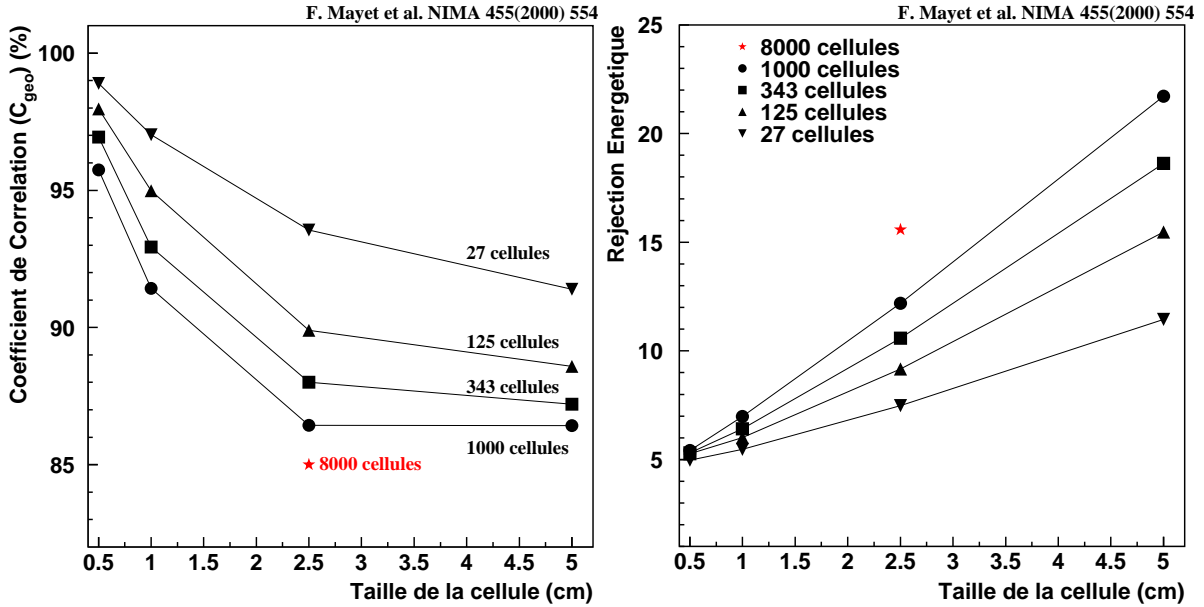 F. Mayet et al. NIMA 455(2000) 554
Coefficient de Correlation (C_geo) (%)
100
95
90
85
27 cellules
125 cellules
343 cellules
1000 cellules
8000 cellules
0.5 1 1.5 2 2.5 3 3.5 4 4.5 5
Taille de la cellule (cm)
F. Mayet et al. NIMA 455(2000) 554
Rejection Energetique
25
20
15
10
5
8000 cellules
1000 cellules
343 cellules
125 cellules
27 cellules
0.5 1 1.5 2 2.5 3 3.5 4 4.5 5
Taille de la cellule (cm)